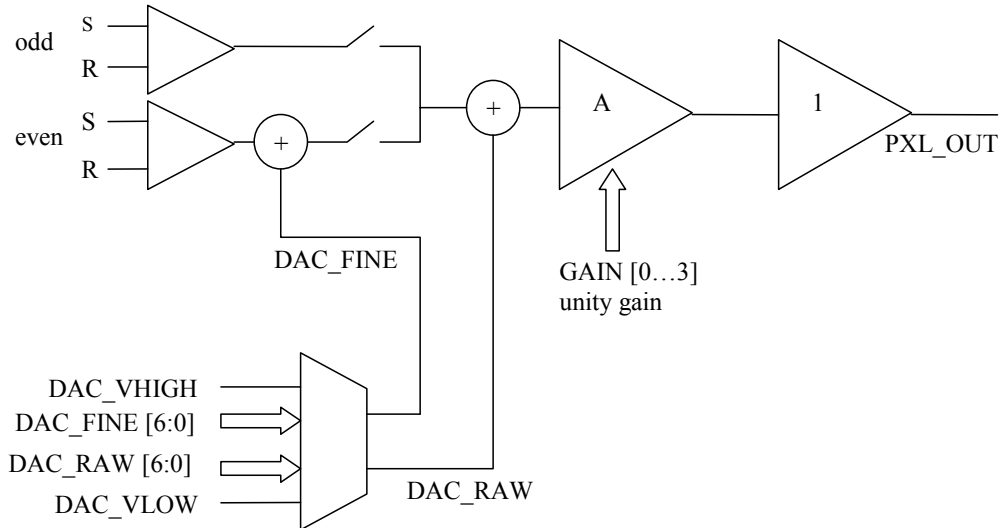 odd
S
R
even
S
R
+
+
A
1
PXL_OUT
DAC_FINE
GAIN [0…3]
unity gain
DAC_VHIGH
DAC_FINE [6:0]
DAC_RAW [6:0]
DAC_VLOW
DAC_RAW